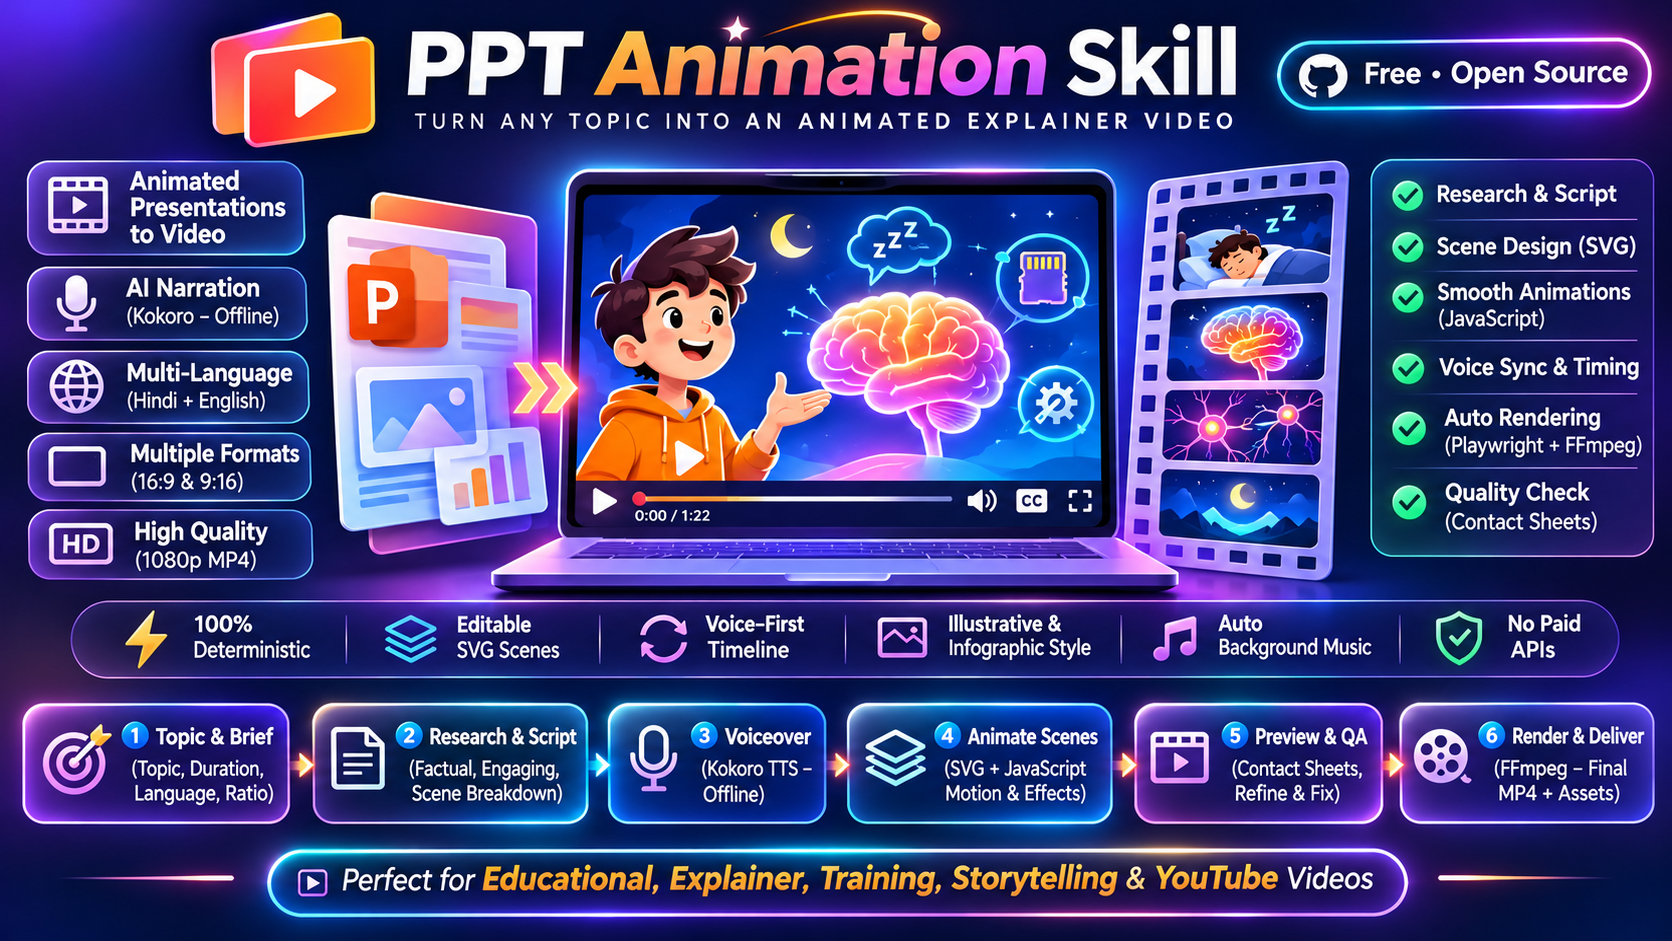 PPT Animation Skill
TURN ANY TOPIC INTO AN ANIMATED EXPLAINER VIDEO
Free • Open Source
Animated
Presentations
to Video
AI Narration
(Kokoro – Offline)
Multi-Language
(Hindi + English)
Multiple Formats
(16:9 & 9:16)
HD
High Quality
(1080p MP4)
P
zzz
0:00 / 1:22
CC
zz
Research & Script
Scene Design (SVG)
Smooth Animations
(JavaScript)
Voice Sync & Timing
Auto Rendering
(Playwright + FFmpeg)
Quality Check
(Contact Sheets)
100%
Deterministic
Editable
SVG Scenes
Voice-First
Timeline
Illustrative &
Infographic Style
Auto
Background Music
No Paid
APIs
1 Topic & Brief
(Topic, Duration,
Language, Ratio)
2 Research & Script
(Factual, Engaging,
Scene Breakdown)
3 Voiceover
(Kokoro TTS –
Offline)
4 Animate Scenes
(SVG + JavaScript
Motion & Effects)
5 Preview & QA
(Contact Sheets,
Refine & Fix)
6 Render & Deliver
(FFmpeg – Final
MP4 + Assets)
Perfect for Educational, Explainer, Training, Storytelling & YouTube Videos